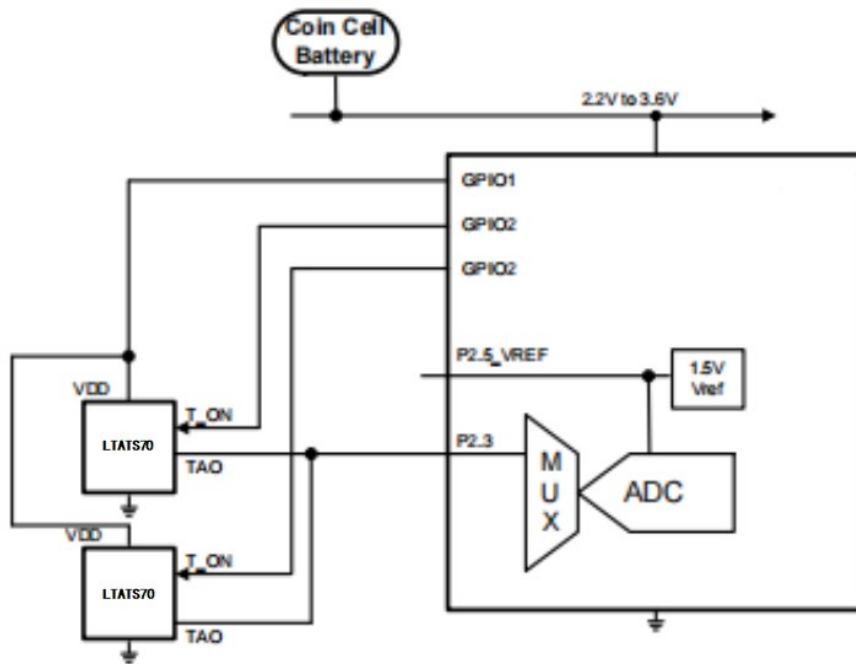 Coin Cell
Battery
2.2V to 3.6V
GPIO1
GPIO2
GPIO2
P2.5_VREF
1.5V
Vref
VDD
T_ON
LTATS70
TAO
P2.3
M
U
X
ADC
VDD
T_ON
LTATS70
TAO